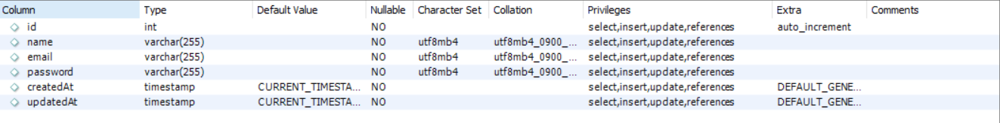 Column Type Default Value Nullable Character Set Collation Privileges Extra Comments
id int NO select,insert,update,references auto_increment
name varchar(255) NO utf8mb4 utf8mb4_0900_... select,insert,update,references
email varchar(255) NO utf8mb4 utf8mb4_0900_... select,insert,update,references
password varchar(255) NO utf8mb4 utf8mb4_0900_... select,insert,update,references
createdAt timestamp CURRENT_TIMESTA... NO select,insert,update,references DEFAULT_GENE...
updatedAt timestamp CURRENT_TIMESTA... NO select,insert,update,references DEFAULT_GENE...